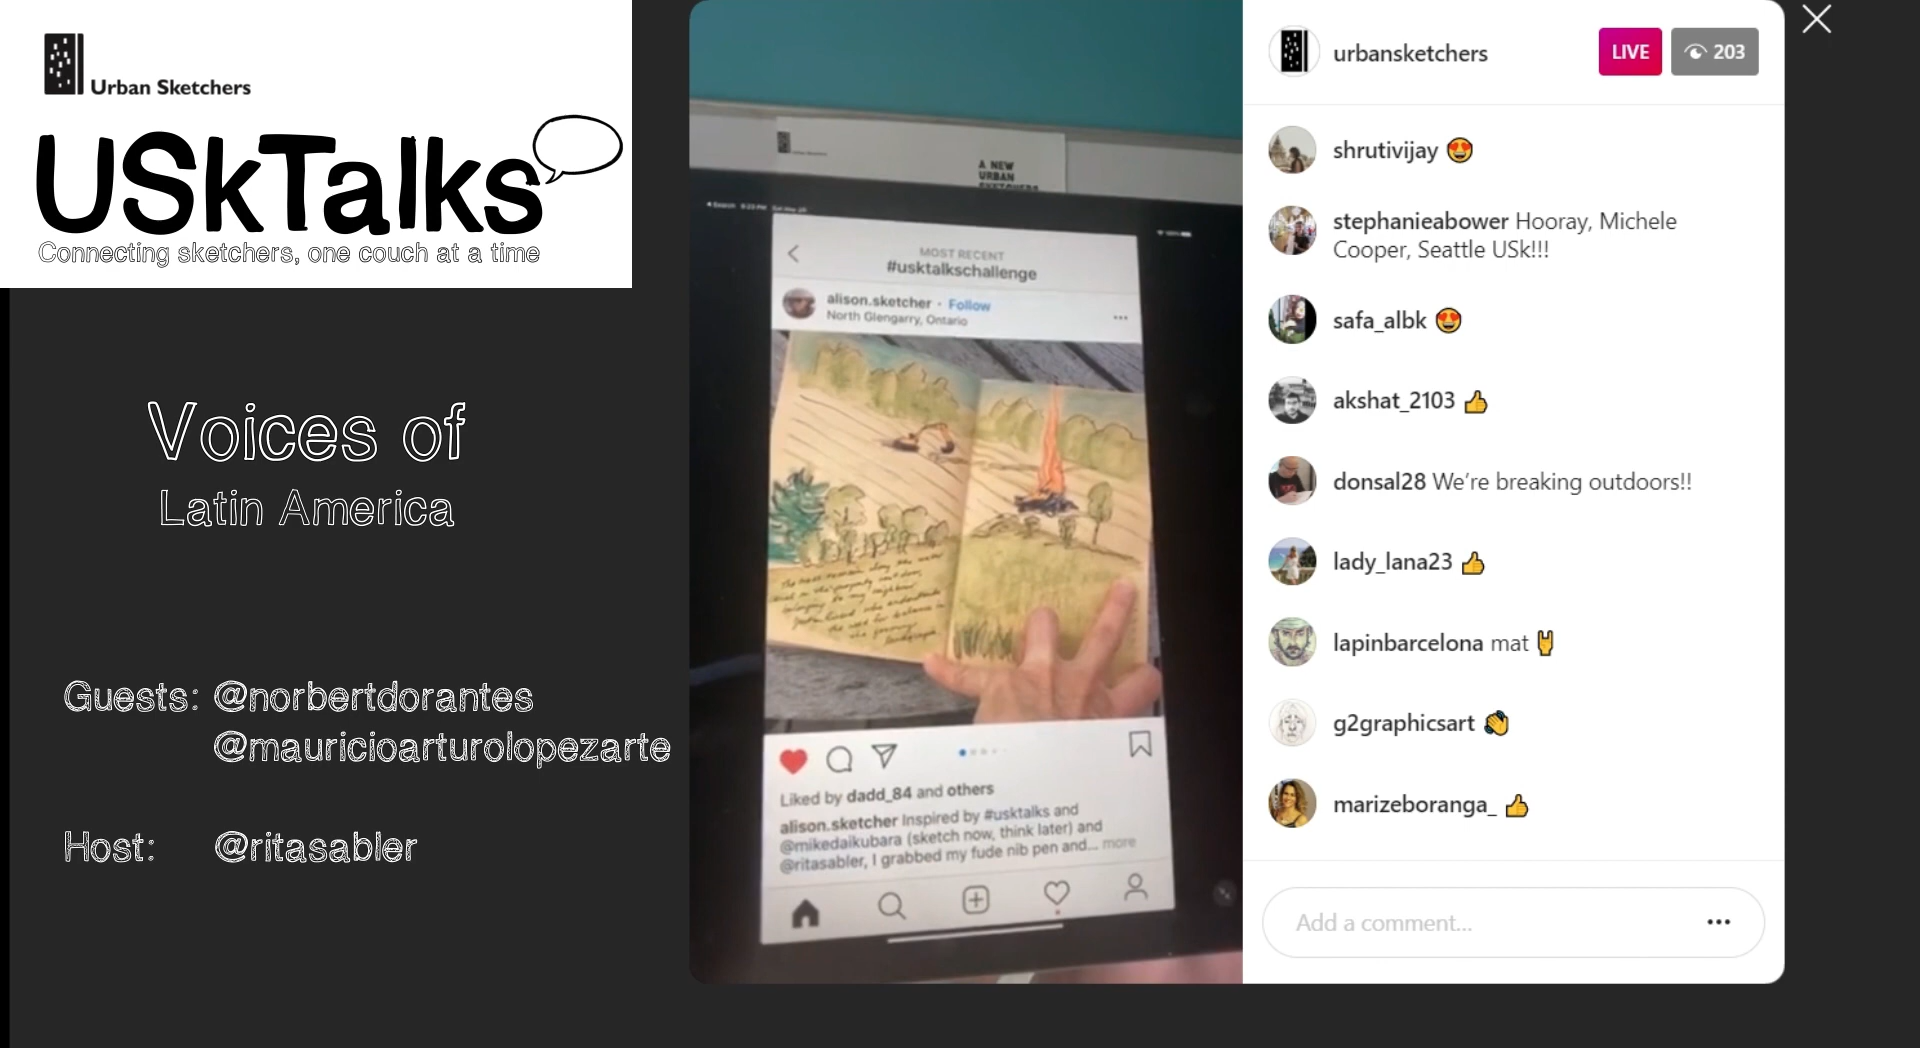 Urban Sketchers
USkTalks
Connecting sketchers, one couch at a time
Voices of
Latin America
Guests: @norbertdorantes
@mauricioarturolopezarte
Host: @ritasabler
A NEW
URBAN
SKETCHERS
MOST RECENT
#usktalkschallenge
alison.sketcher · Follow
North Glengarry, Ontario
Liked by dadd_84 and others
alison.sketcher Inspired by #usktalks and
@mikedaikubara (sketch now, think later) and
@ritasabler, I grabbed my fude nib pen and... more
urbansketchers
LIVE
203
shrutivijay 😍
stephanieabower Hooray, Michele
Cooper, Seattle USk!!!
safa_albk 😍
akshat_2103 👍
donsal28 We’re breaking outdoors!!
lady_lana23 👍
lapinbarcelona mat 🤘
g2graphicsart 👏
marizeboranga_ 👍
Add a comment...